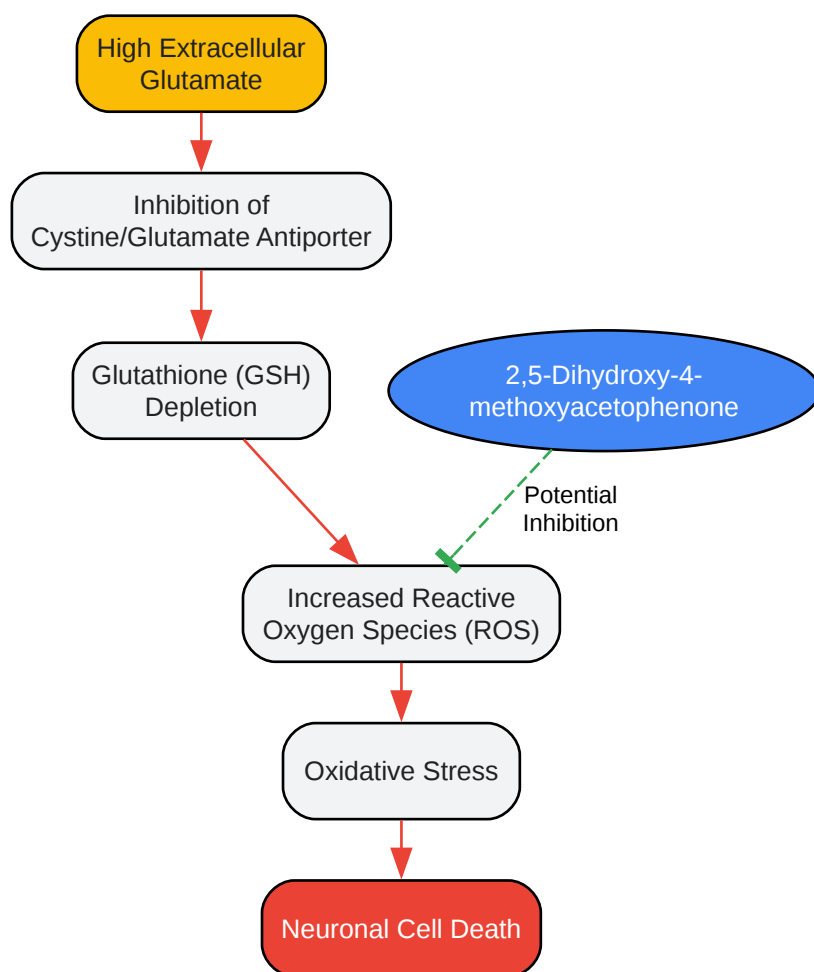 High Extracellular
Glutamate
Inhibition of
Cystine/Glutamate Antiporter
Glutathione (GSH)
Depletion
2,5-Dihydroxy-4-
methoxyacetophenone
Potential
Inhibition
Increased Reactive
Oxygen Species (ROS)
Oxidative Stress
Neuronal Cell Death